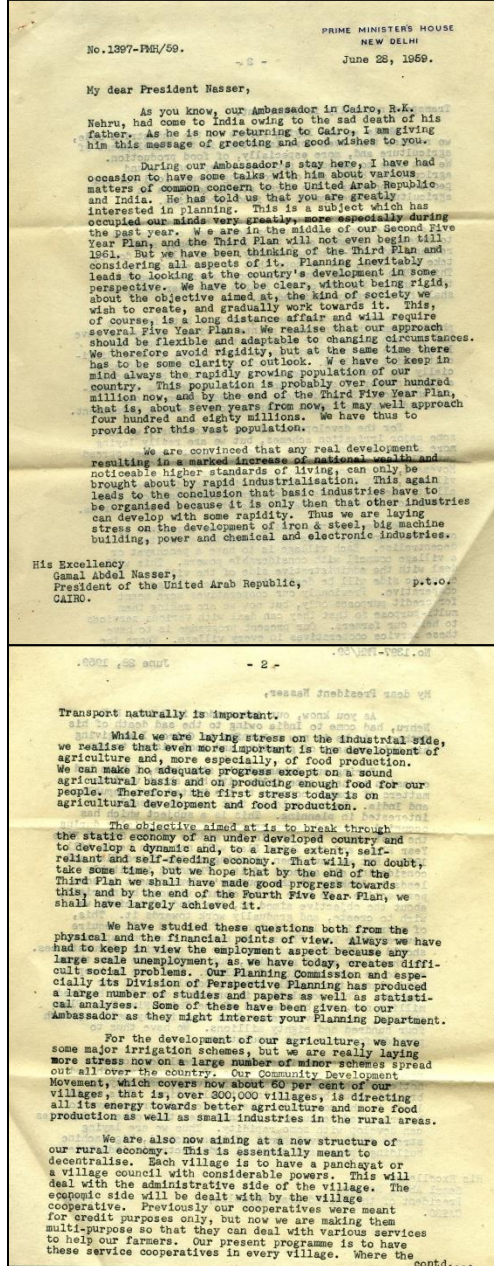 PRIME MINISTER'S HOUSE
NEW DELHI
No.1397-PMH/59.
June 28, 1959.
My dear President Nasser,
As you know, our Ambassador in Cairo, R.K.
Nehru, had come to India owing to the sad death of his
father. As he is now returning to Cairo, I am giving
him this message of greeting and good wishes to you.
During our Ambassador's stay here, I have had
occasion to have some talks with him about various
matters of common concern to the United Arab Republic
and India. He has told us that you are greatly
interested in planning. This is a subject which has
occupied our minds very greatly, more especially during
the past year. W e are in the middle of our Second Five
Year Plan, and the Third Plan will not even begin till
1961. But we have been thinking of the Third Plan and
considering all aspects of it. Planning inevitably
leads to looking at the country's development in some
perspective. We have to be clear, without being rigid,
about the objective aimed at, the kind of society we
wish to create, and gradually work towards it. This,
of course, is a long distance affair and will require
several Five Year Plans. We realise that our approach
should be flexible and adaptable to changing circumstances.
We therefore avoid rigidity, but at the same time there
has to be some clarity of outlook. W e have to keep in
mind always the rapidly growing population of our
country. This population is probably over four hundred
million now, and by the end of the Third Five Year Plan,
that is, about seven years from now, it may well approach
four hundred and eighty millions. We have thus to
provide for this vast population.
We are convinced that any real development
resulting in a marked increase of national wealth and
noticeable higher standards of living, can only be
brought about by rapid industrialisation. This again
leads to the conclusion that basic industries have to
be organised because it is only then that other industries
can develop with some rapidity. Thus we are laying
stress on the development of iron & steel, big machine
building, power and chemical and electronic industries.
His Excellency
Gamal Abdel Nasser,
President of the United Arab Republic,
p.t.o.
CAIRO.
- 2 -
Transport naturally is important.
While we are laying stress on the industrial side,
we realise that even more important is the development of
agriculture and, more especially, of food production.
We can make no adequate progress except on a sound
agricultural basis and on producing enough food for our
people. Therefore, the first stress today is on
agricultural development and food production.
The objective aimed at is to break through
the static economy of an under developed country and
to develop a dynamic and, to a large extent, self-
reliant and self-feeding economy. That will, no doubt,
take some time, but we hope that by the end of the
Third Plan we shall have made good progress towards
this, and by the end of the Fourth Five Year Plan, we
shall have largely achieved it.
We have studied these questions both from the
physical and the financial points of view. Always we have
had to keep in view the employment aspect because any
large scale unemployment, as we have today, creates diffi-
cult social problems. Our Planning Commission and espe-
cially its Division of Perspective Planning has produced
a large number of studies and papers as well as statisti-
cal analyses. Some of these have been given to our
Ambassador as they might interest your Planning Department.
For the development of our agriculture, we have
some major irrigation schemes, but we are really laying
more stress now on a large number of minor schemes spread
out all over the country. Our Community Development
Movement, which covers now about 60 per cent of our
villages, that is, over 300,000 villages, is directing
all its energy towards better agriculture and more food
production as well as small industries in the rural areas.
We are also now aiming at a new structure of
our rural economy. This is essentially meant to
decentralise. Each village is to have a panchayat or
a village council with considerable powers. This will
deal with the administrative side of the village. The
economic side will be dealt with by the village
cooperative. Previously our cooperatives were meant
for credit purposes only, but now we are making them
multi-purpose so that they can deal with various services
to help our farmers. Our present programme is to have
these service cooperatives in every village. Where the
contd....